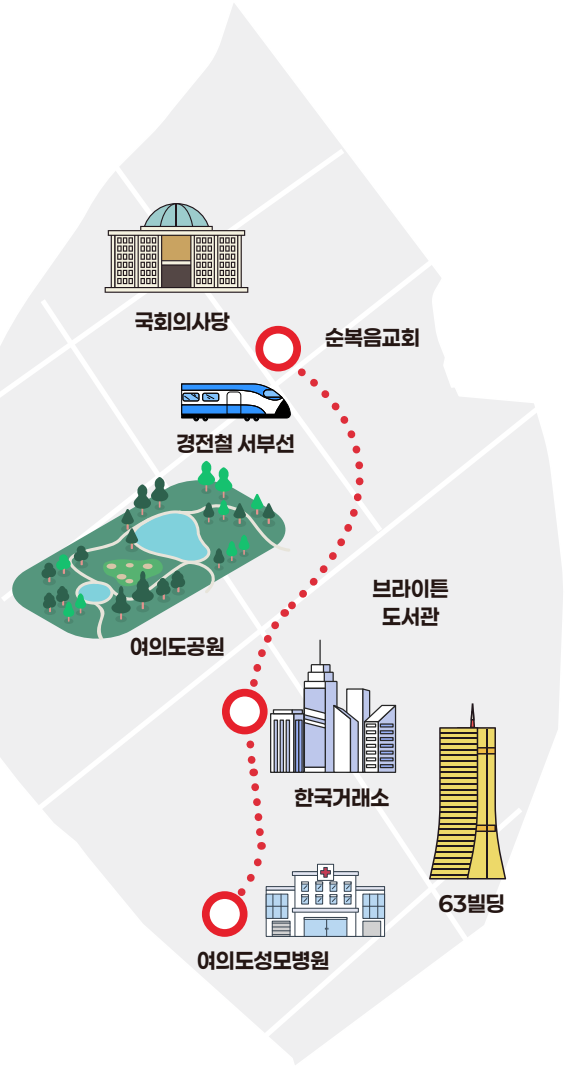 국회의사당
순복음교회
경전철 서부선
브라이튼
도서관
여의도공원
한국거래소
63빌딩
여의도성모병원